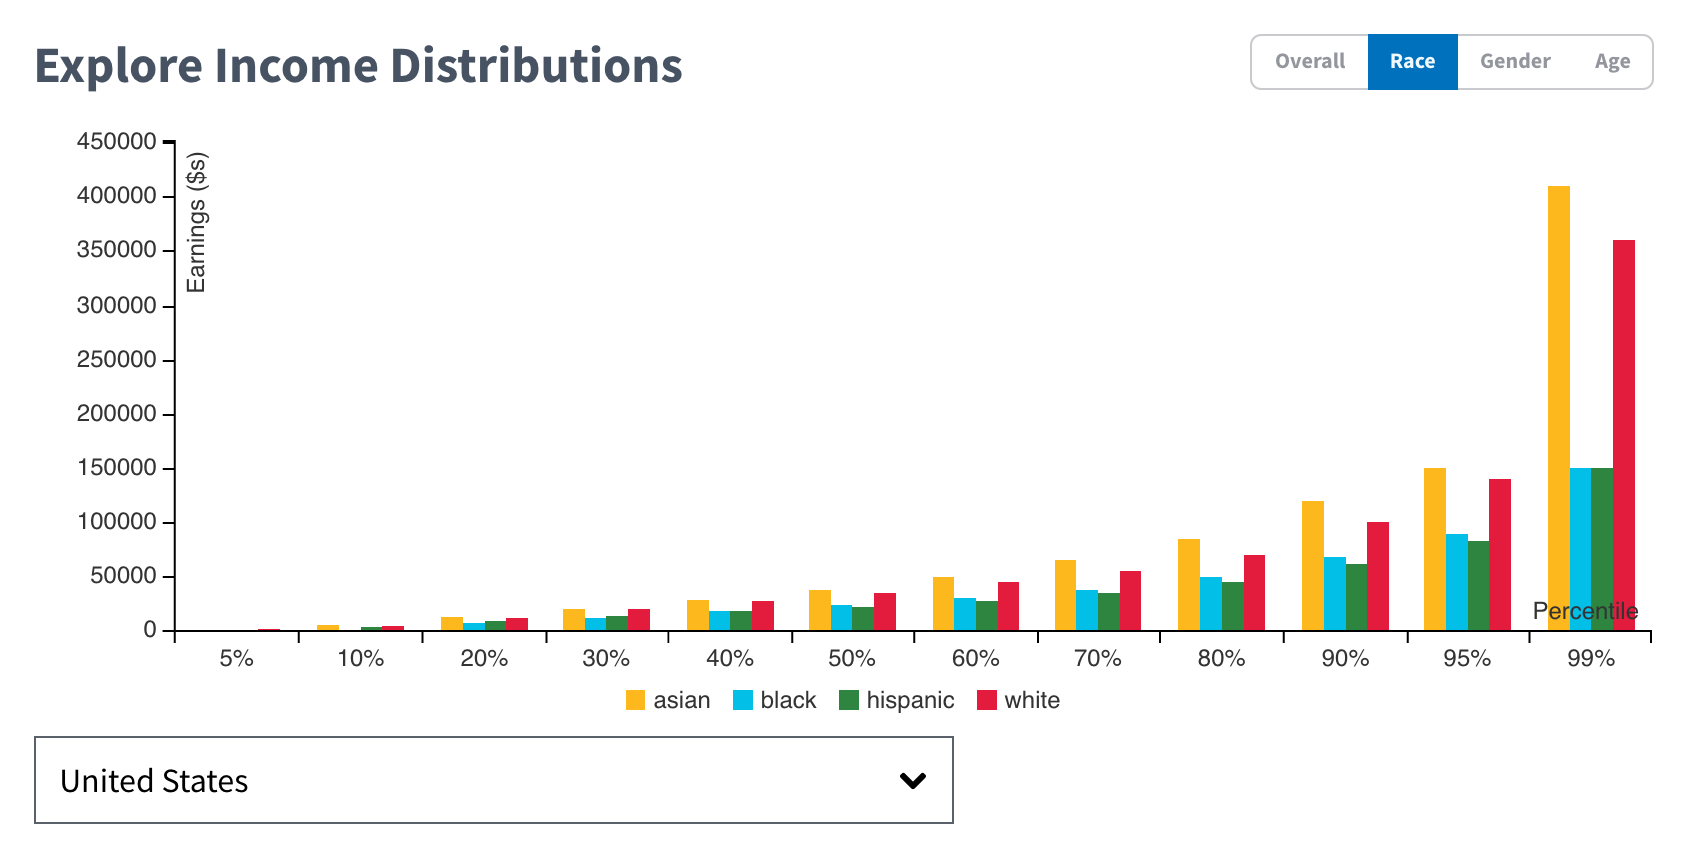 Explore Income Distributions
Overall Race Gender Age
450000
400000
350000
300000
250000
200000
150000
100000
50000
0
Earnings ($s)
Percentile
5% 10% 20% 30% 40% 50% 60% 70% 80% 90% 95% 99%
asian black hispanic white
United States